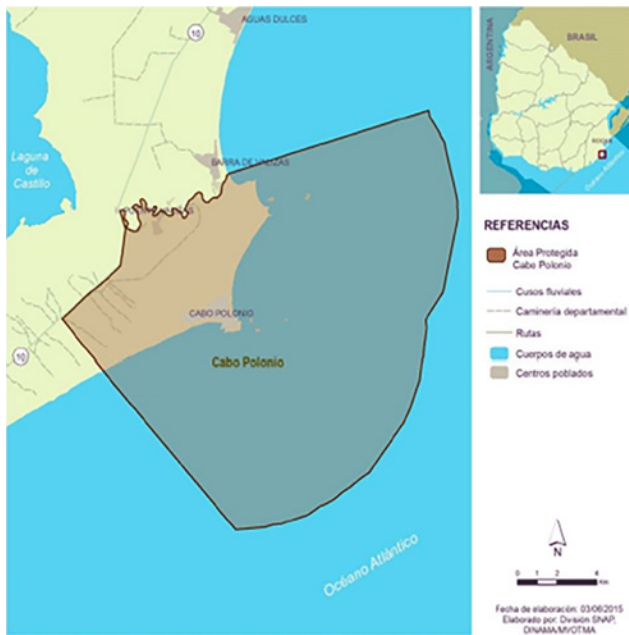 AGUAS DULCES
10
Laguna
de
Castillo
BARRA DE VALIZAS
CABO POLONIO
Cabo Polonio
10
Océano Atlántico
ARGENTINA
BRASIL
ROCHA
Océano Atlántico
REFERENCIAS
Área Protegida
Cabo Polonio
Cusos fluviales
Caminería departamental
Rutas
Cuerpos de agua
Centros poblados
N
0 1 2 4
Km
Fecha de elaboración: 03/06/2015
Elaborado por: División SNAP,
DINAMA/MVOTMA